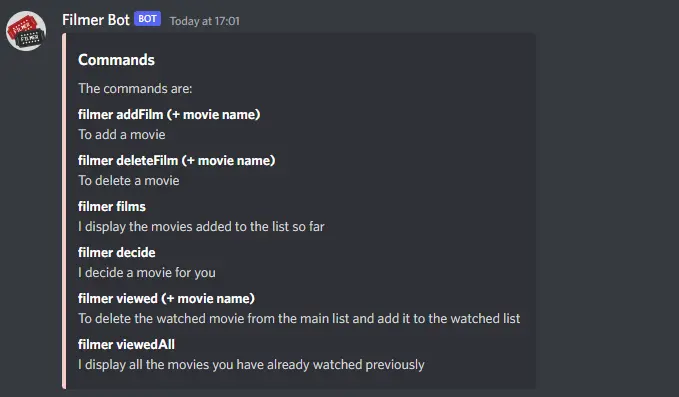 Filmer Bot BOT Today at 17:01
Commands
The commands are:
filmer addFilm (+ movie name)
To add a movie
filmer deleteFilm (+ movie name)
To delete a movie
filmer films
I display the movies added to the list so far
filmer decide
I decide a movie for you
filmer viewed (+ movie name)
To delete the watched movie from the main list and add it to the watched list
filmer viewedAll
I display all the movies you have already watched previously
FILMER
FILMER